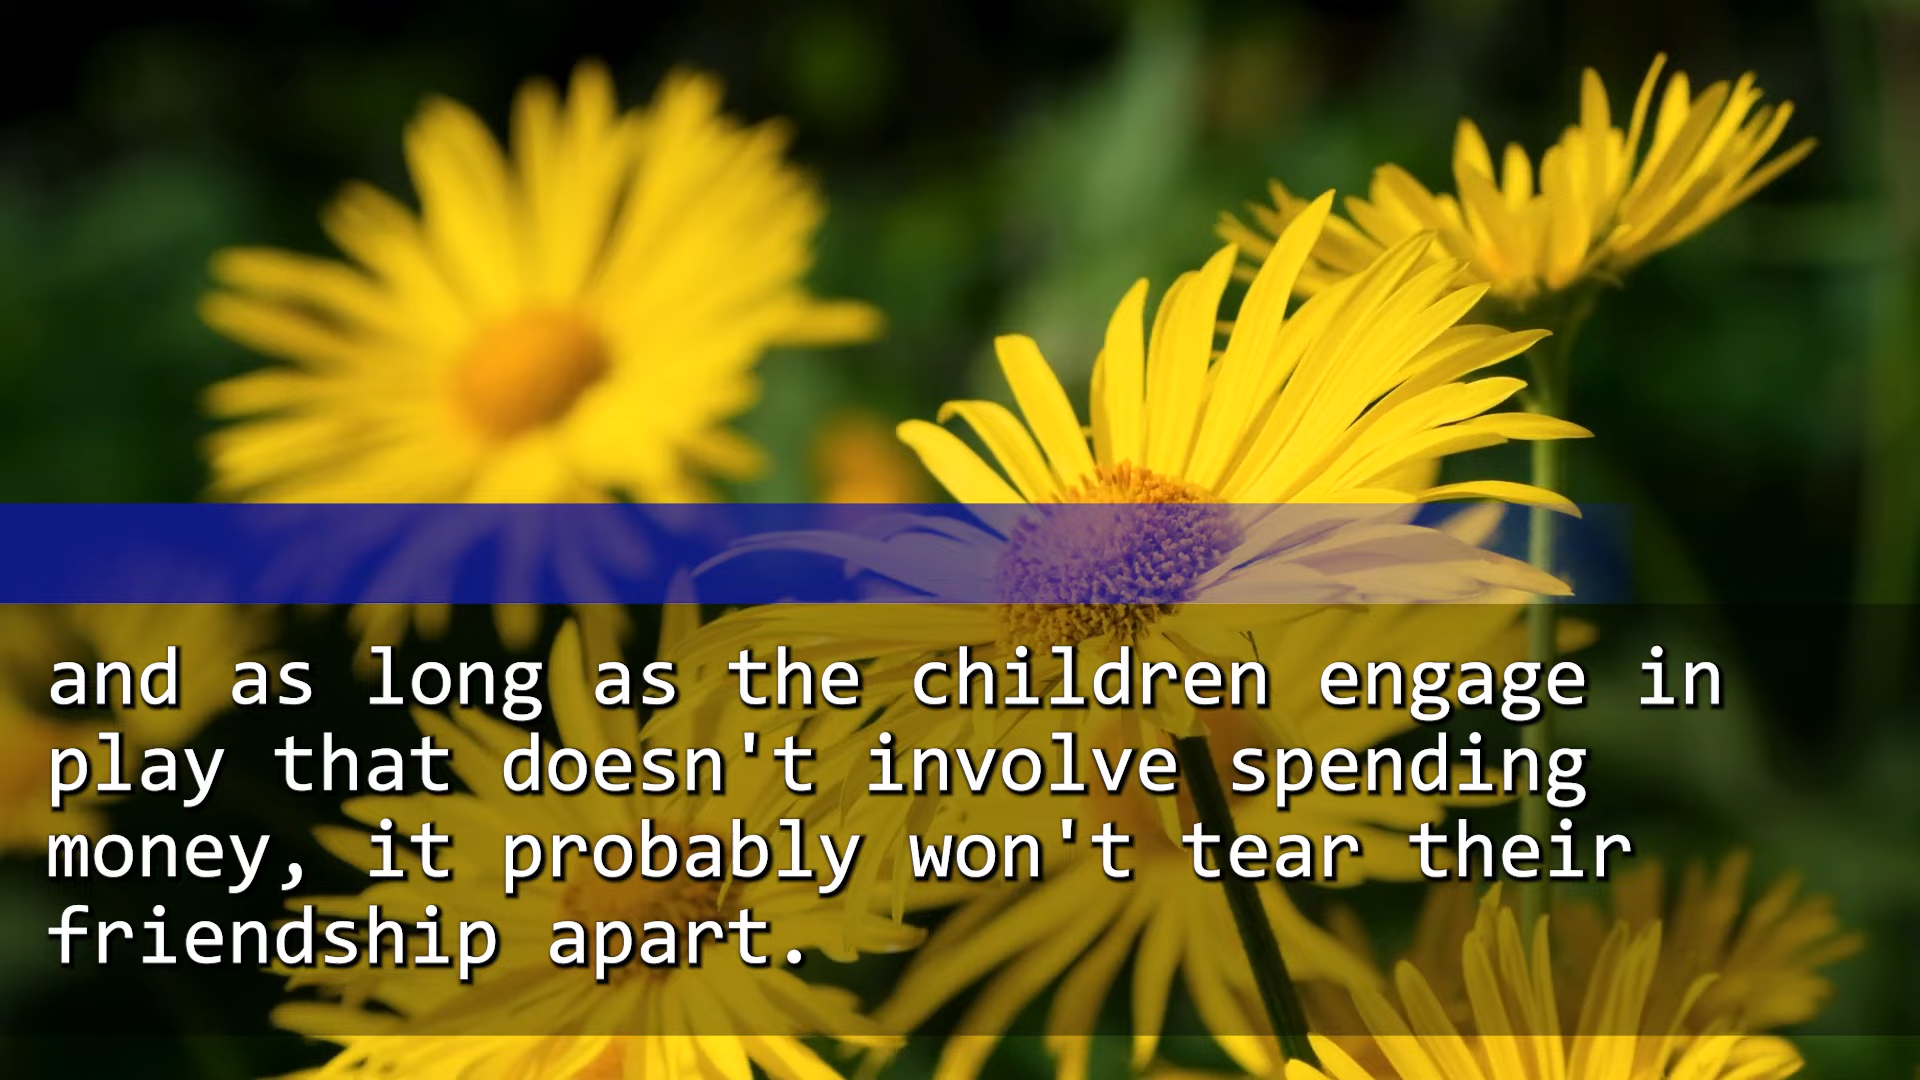 and as long as the children engage in
play that doesn't involve spending
money, it probably won't tear their
friendship apart.